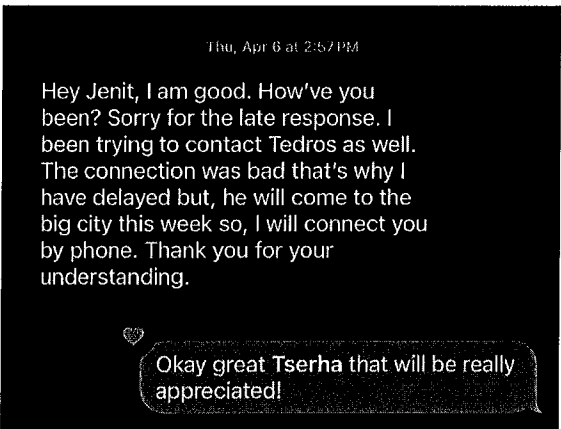 Thu, Apr 6 at 2:57 PM
Hey Jenit, I am good. How've you
been? Sorry for the late response. I
been trying to contact Tedros as well.
The connection was bad that's why I
have delayed but, he will come to the
big city this week so, I will connect you
by phone. Thank you for your
understanding.
Okay great Tserha that will be really
appreciated!